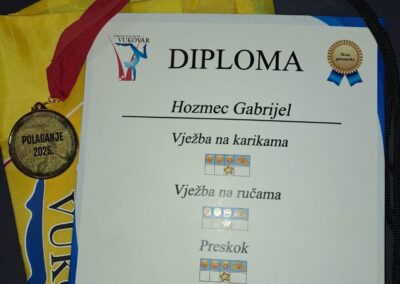 VUKOVAR
DIPLOMA
Hozmec Gabrijel
Vježba na karikama
Vježba na ručama
Preskok
POLAGANJE
2025.
VUK